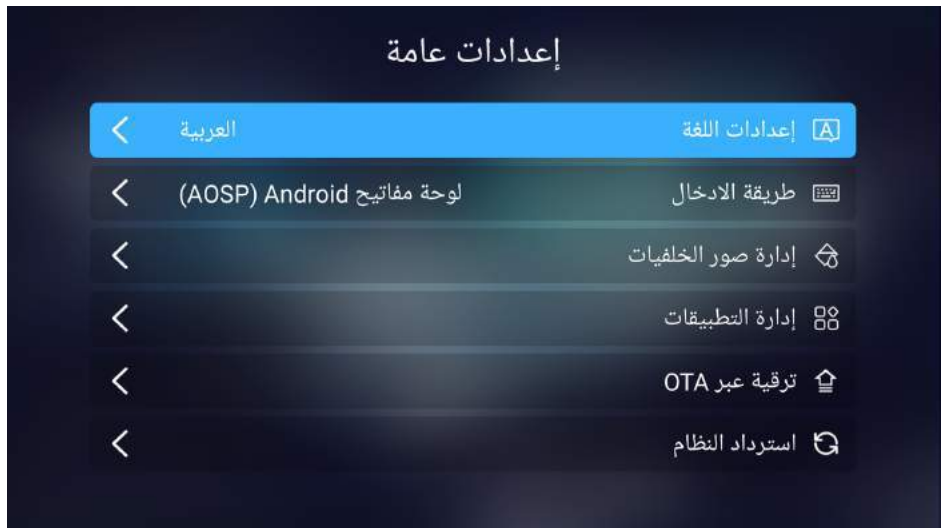 إعدادات عامة
إعدادات اللغة العربية
طريقة الادخال لوحة مفاتيح Android (AOSP)
إدارة صور الخلفيات
إدارة التطبيقات
ترقية عبر OTA
استرداد النظام